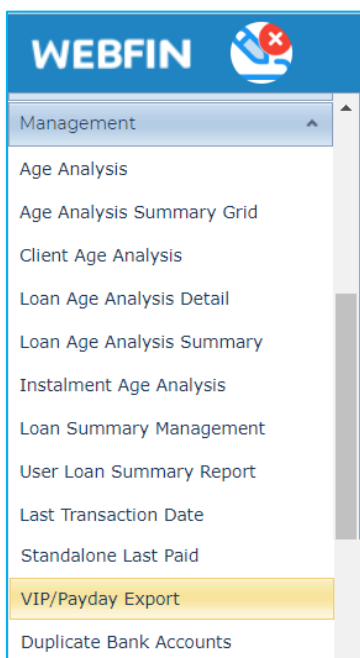 WEBFIN
Management
Age Analysis
Age Analysis Summary Grid
Client Age Analysis
Loan Age Analysis Detail
Loan Age Analysis Summary
Instalment Age Analysis
Loan Summary Management
User Loan Summary Report
Last Transaction Date
Standalone Last Paid
VIP/Payday Export
Duplicate Bank Accounts